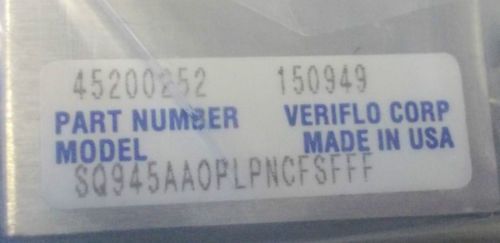 45200252 150949
PART NUMBER VERIFLO CORP
MODEL MADE IN USA
SQ945AAOPLPNCFSFFF